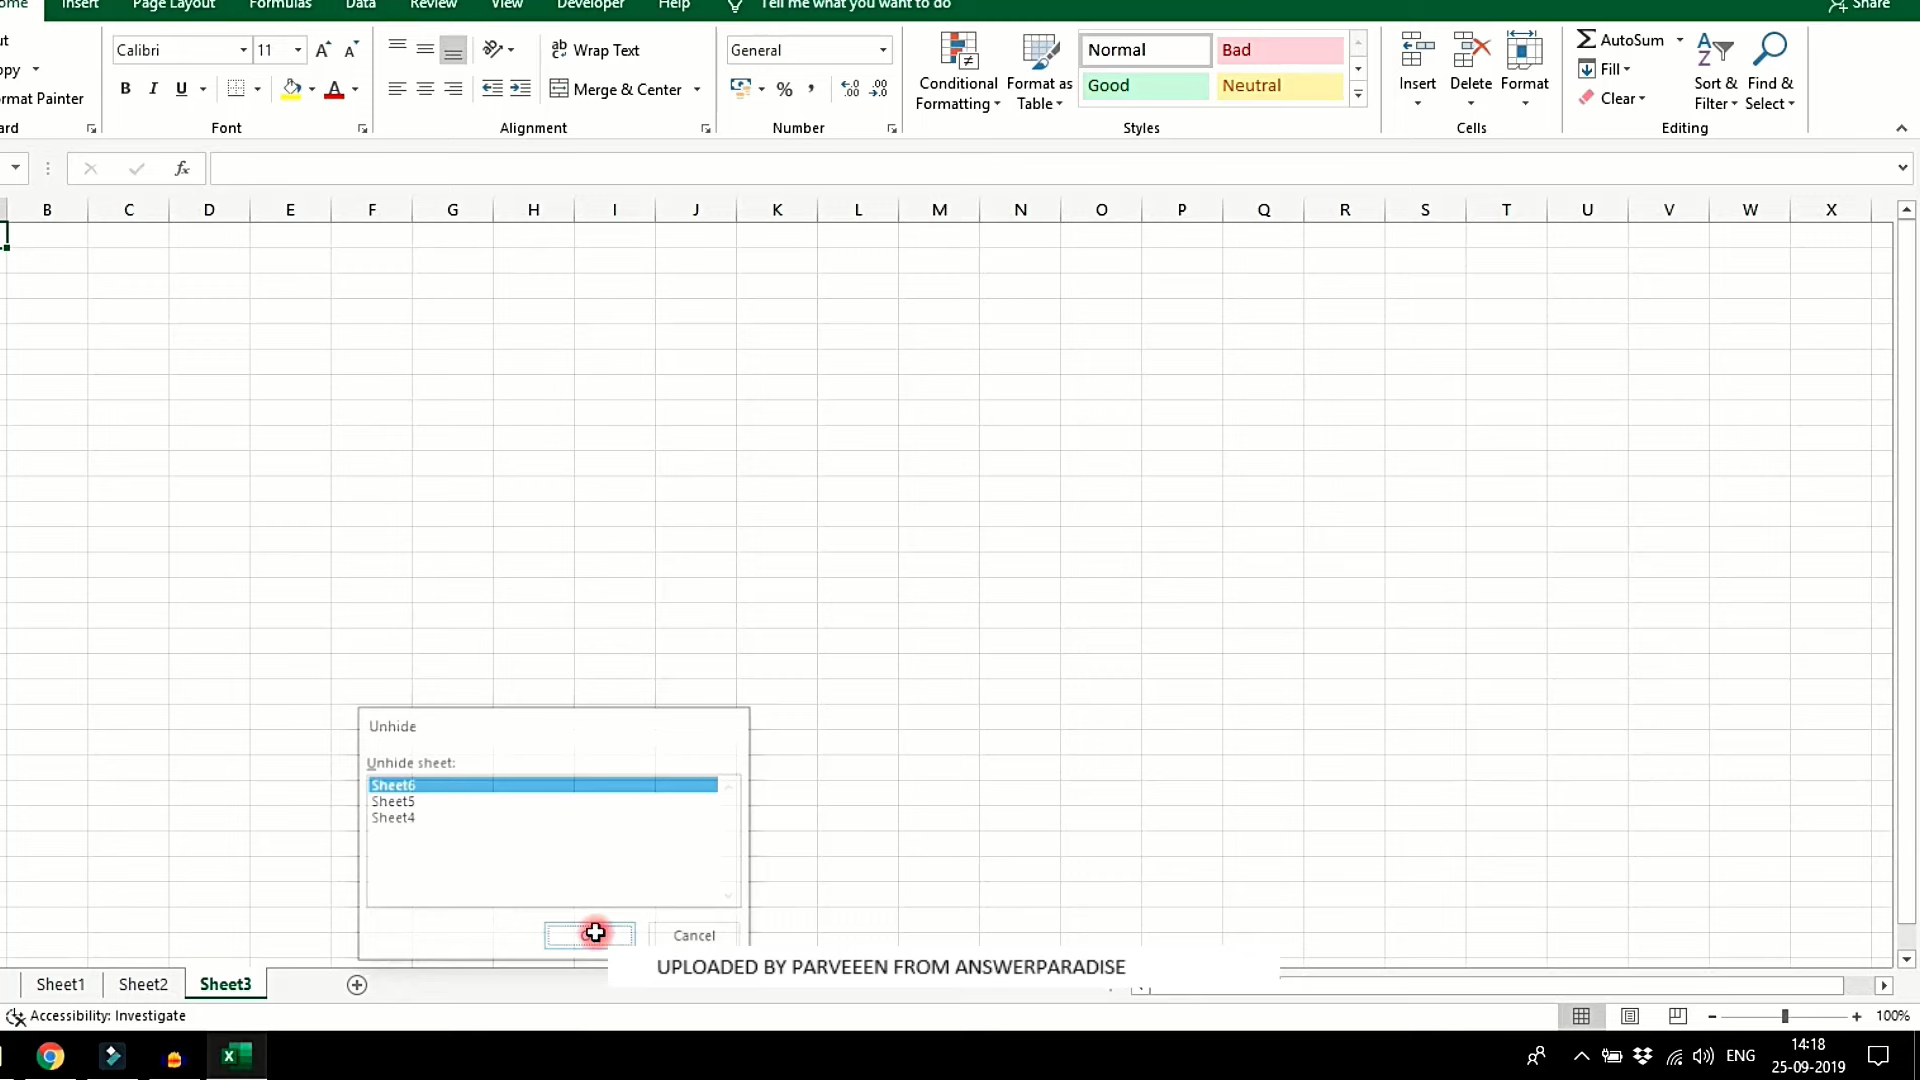 Insert Page Layout Formulas Data Review View Developer Help Tell me what you want to do Share
Calibri 11 Wrap Text General Normal Bad AutoSum
Format Painter B I U Merge & Center % Conditional Formatting Format as Table Good Neutral Insert Delete Format Fill Clear Sort & Filter Find & Select
Font Alignment Number Styles Cells Editing
fx
B C D E F G H I J K L M N O P Q R S T U V W X
Unhide
Unhide sheet:
Sheet6
Sheet5
Sheet4
Cancel
UPLOADED BY PARVEEEN FROM ANSWERPARADISE
Sheet1 Sheet2 Sheet3
Accessibility: Investigate 100%
ENG 14:18
25-09-2019